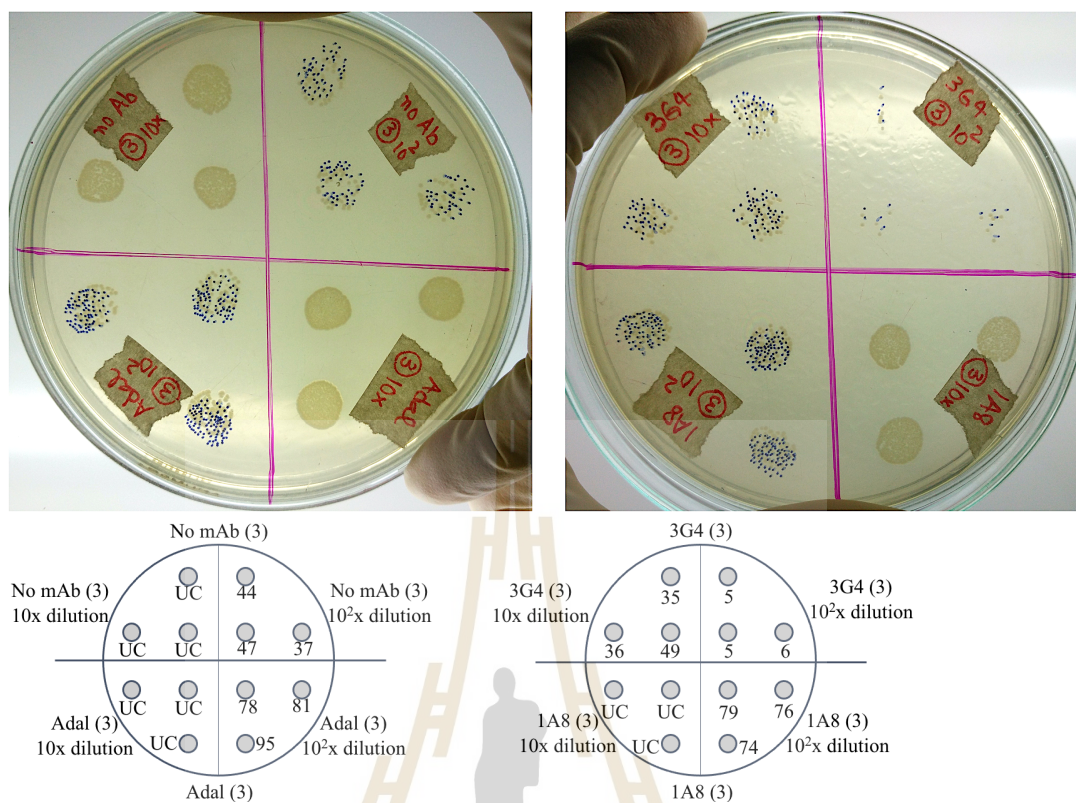 no Ab
③ 10x
no Ab
③ 10²
Adal
③ 10²
Adal
③ 10x
3G4
③ 10x
3G4
③ 10²
1A8
③ 10²
1A8
③ 10x
No mAb (3)
No mAb (3)
10x dilution
No mAb (3)
10²x dilution
UC
44
UC
UC
47
37
UC
UC
78
81
Adal (3)
10x dilution
Adal (3)
10²x dilution
UC
95
Adal (3)
3G4 (3)
3G4 (3)
10x dilution
3G4 (3)
10²x dilution
35
5
36
49
5
6
UC
UC
79
76
1A8 (3)
10x dilution
1A8 (3)
10²x dilution
UC
74
1A8 (3)